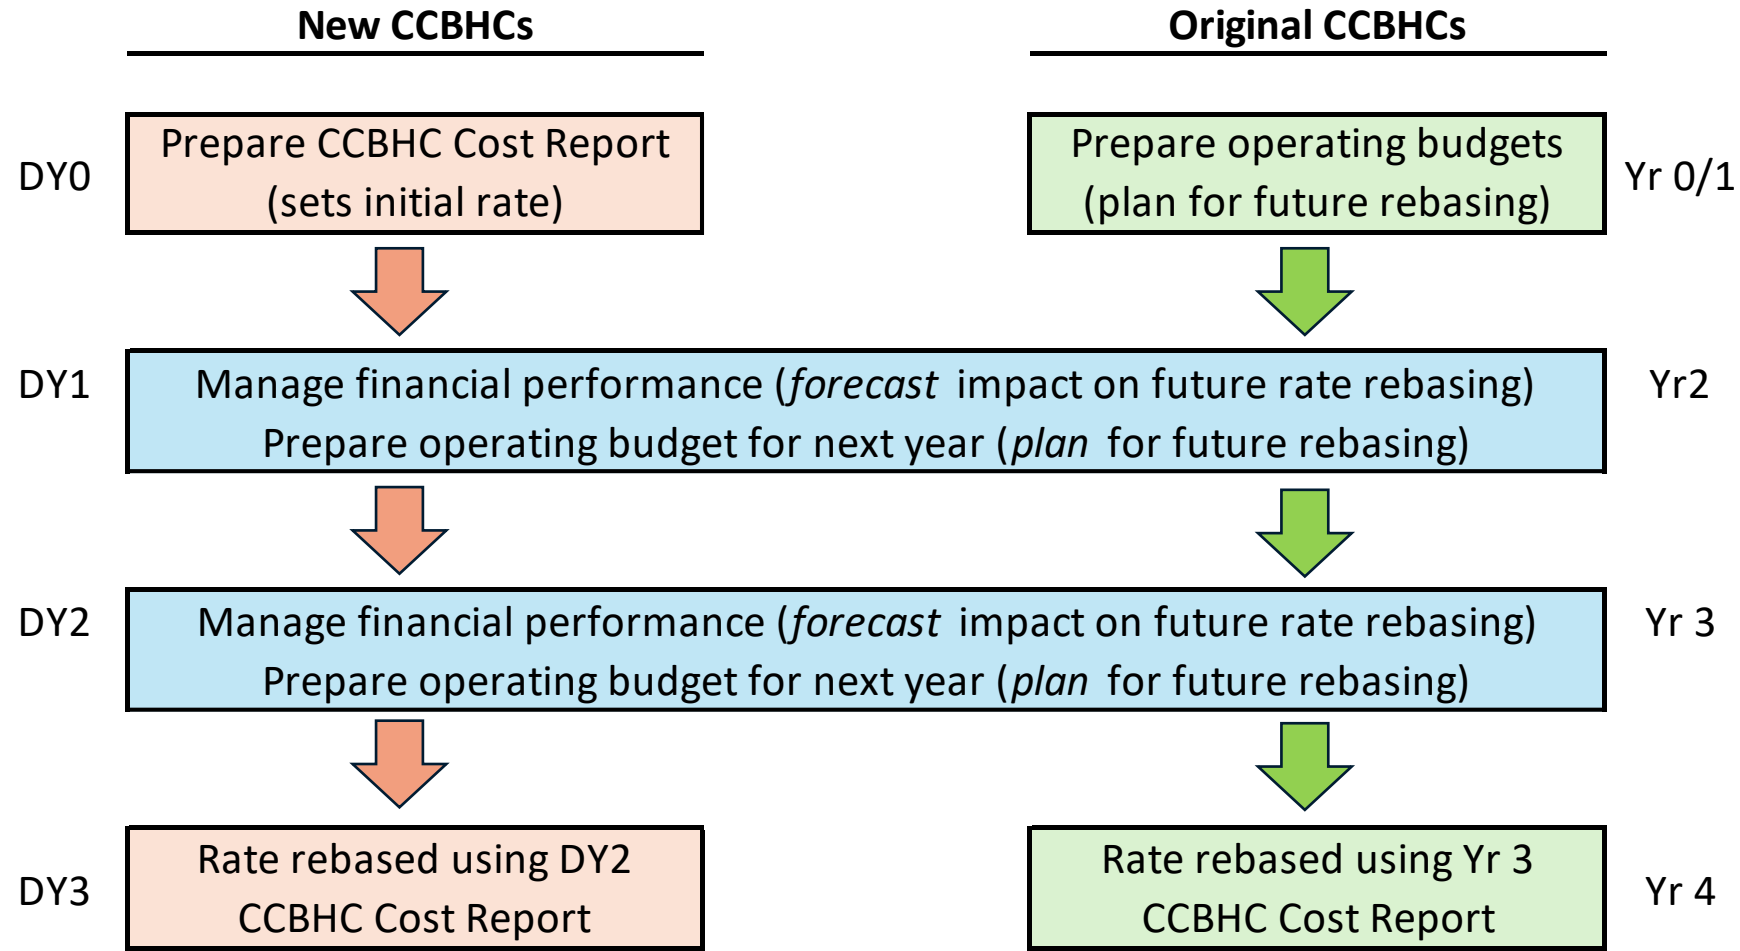 New CCBHCs
Original CCBHCs
DY0
Prepare CCBHC Cost Report
(sets initial rate)
Prepare operating budgets
(plan for future rebasing)
Yr 0/1
DY1
Manage financial performance (forecast impact on future rate rebasing)
Prepare operating budget for next year (plan for future rebasing)
Yr2
DY2
Manage financial performance (forecast impact on future rate rebasing)
Prepare operating budget for next year (plan for future rebasing)
Yr 3
DY3
Rate rebased using DY2
CCBHC Cost Report
Rate rebased using Yr 3
CCBHC Cost Report
Yr 4